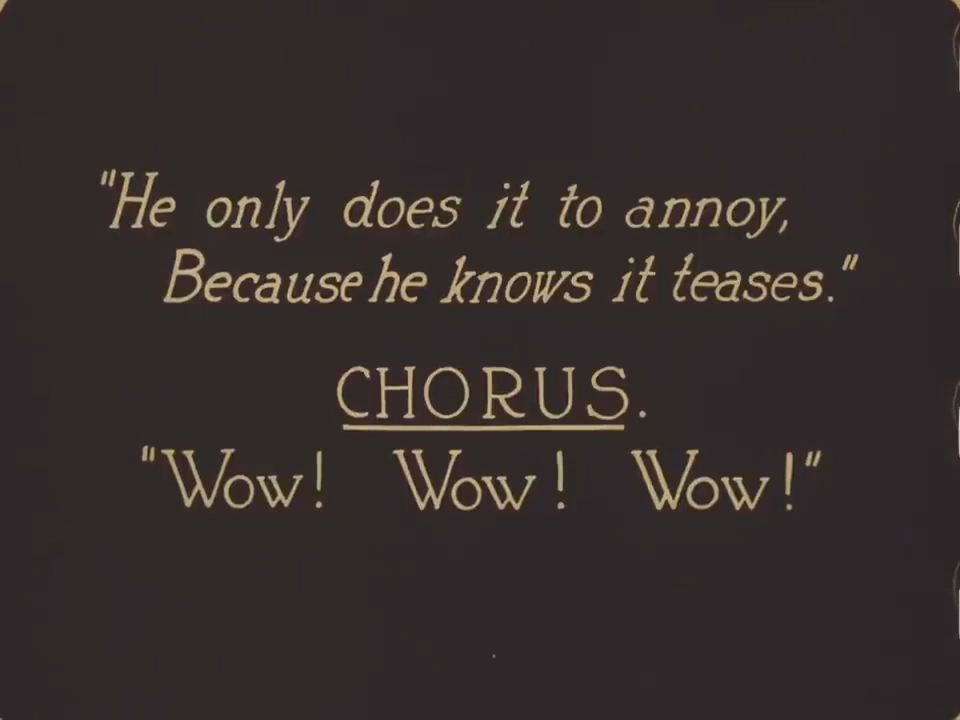 "He only does it to annoy,
Because he knows it teases."
CHORUS.
"Wow! Wow! Wow!"